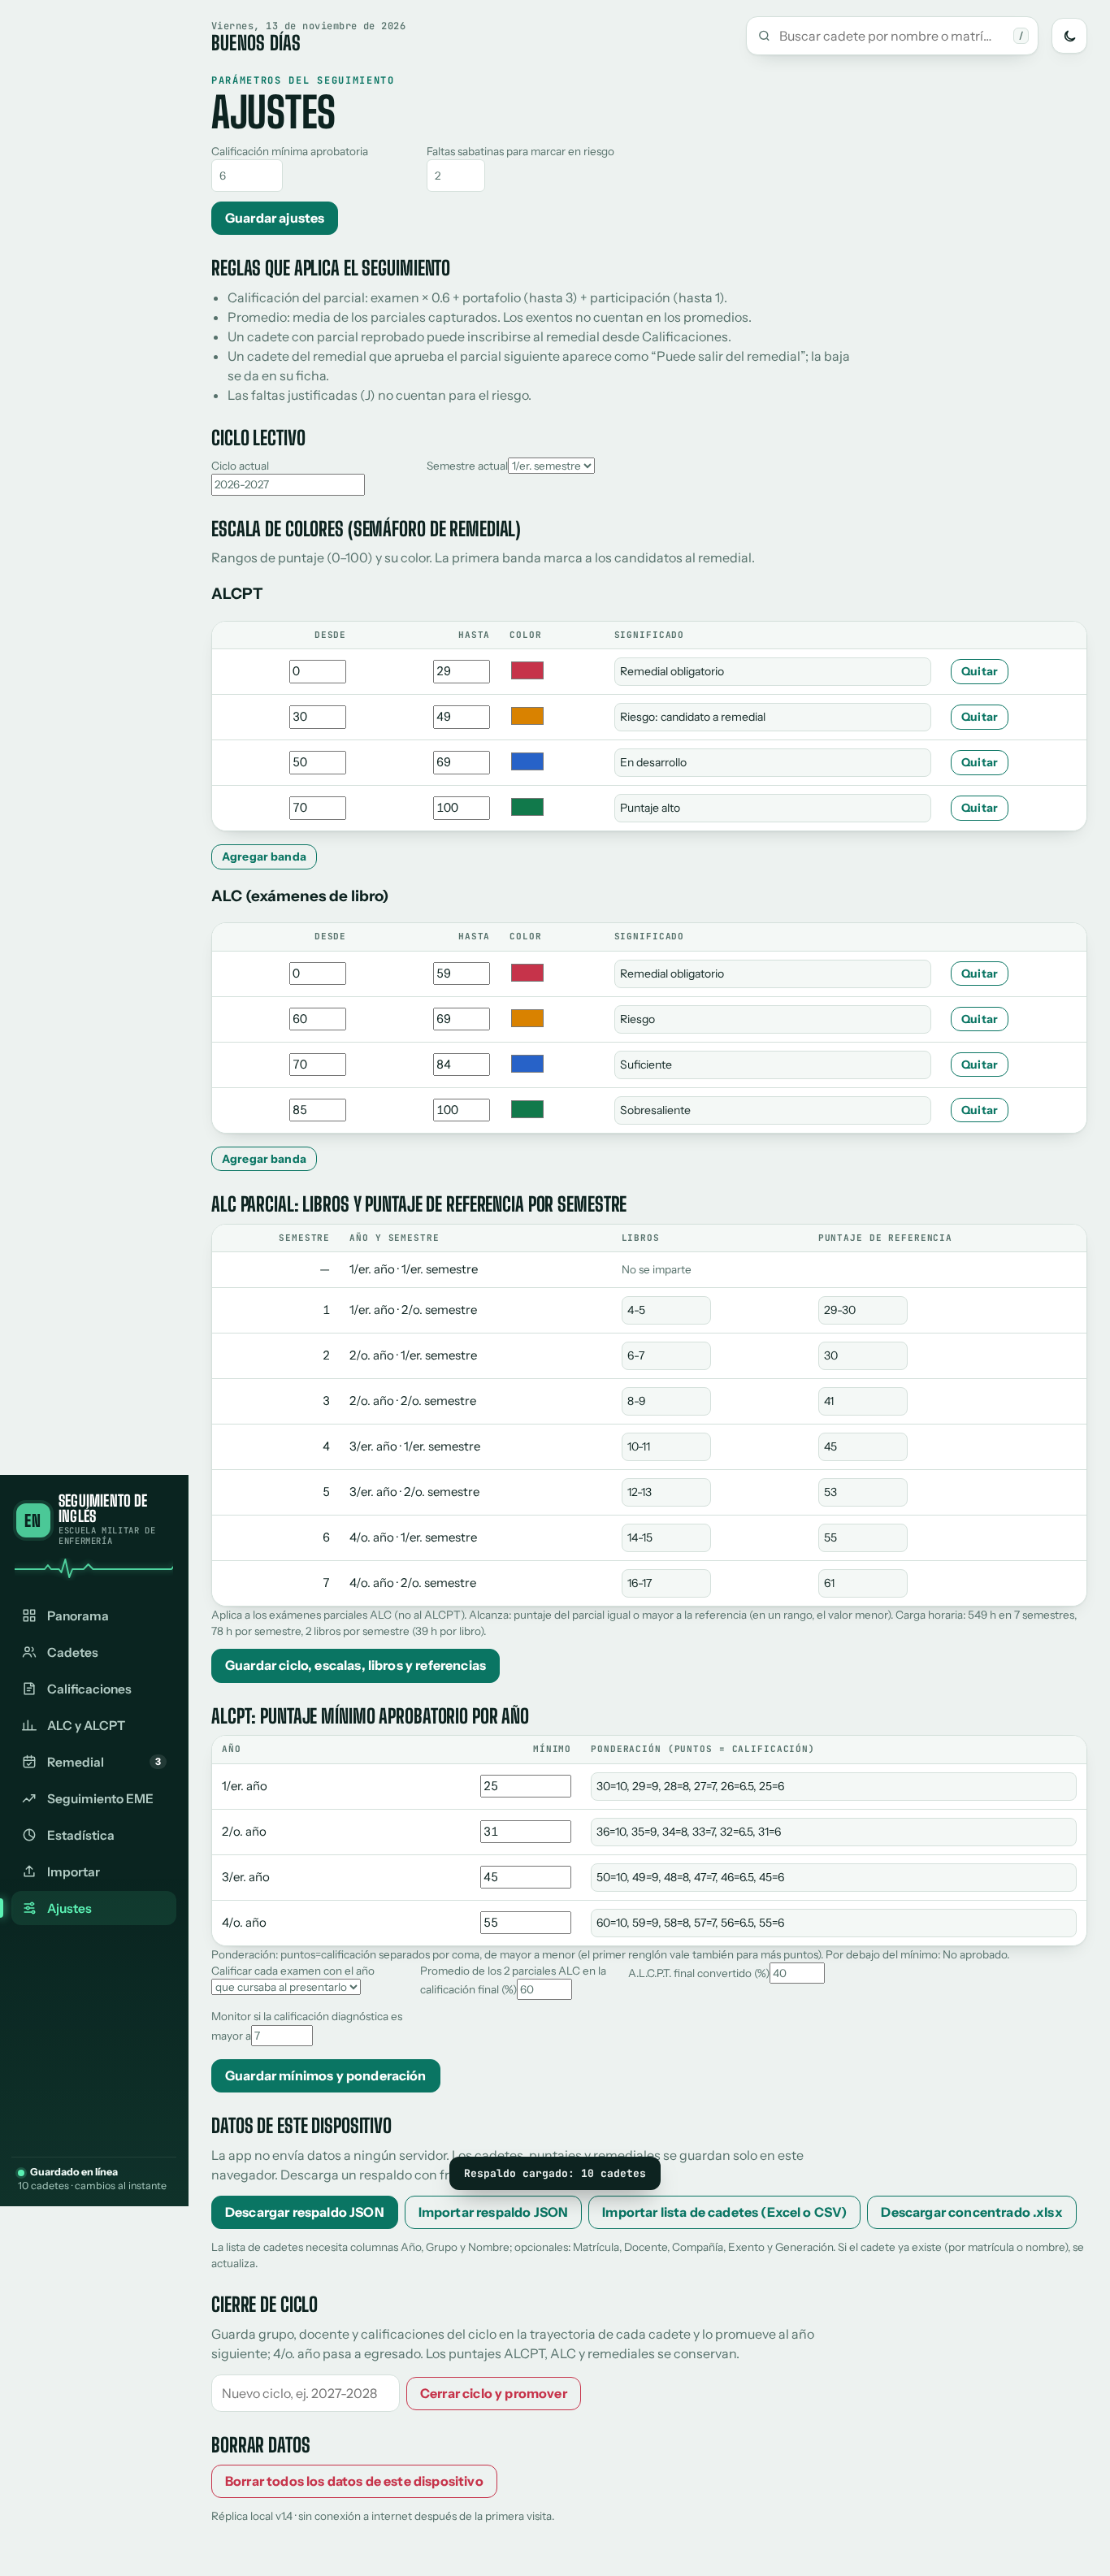 Viernes, 13 de noviembre de 2026
BUENOS DÍAS
Buscar cadete por nombre o matrí...
/
PARÁMETROS DEL SEGUIMIENTO
AJUSTES
Calificación mínima aprobatoria
6
Faltas sabatinas para marcar en riesgo
2
Guardar ajustes
REGLAS QUE APLICA EL SEGUIMIENTO
• Calificación del parcial: examen × 0.6 + portafolio (hasta 3) + participación (hasta 1).
• Promedio: media de los parciales capturados. Los exentos no cuentan en los promedios.
• Un cadete con parcial reprobado puede inscribirse al remedial desde Calificaciones.
• Un cadete del remedial que aprueba el parcial siguiente aparece como “Puede salir del remedial”; la baja
se da en su ficha.
• Las faltas justificadas (J) no cuentan para el riesgo.
CICLO LECTIVO
Ciclo actual
2026-2027
Semestre actual 1/er. semestre
ESCALA DE COLORES (SEMÁFORO DE REMEDIAL)
Rangos de puntaje (0–100) y su color. La primera banda marca a los candidatos al remedial.
ALCPT
DESDE HASTA COLOR SIGNIFICADO
0 29 Remedial obligatorio Quitar
30 49 Riesgo: candidato a remedial Quitar
50 69 En desarrollo Quitar
70 100 Puntaje alto Quitar
Agregar banda
ALC (exámenes de libro)
DESDE HASTA COLOR SIGNIFICADO
0 59 Remedial obligatorio Quitar
60 69 Riesgo Quitar
70 84 Suficiente Quitar
85 100 Sobresaliente Quitar
Agregar banda
ALC PARCIAL: LIBROS Y PUNTAJE DE REFERENCIA POR SEMESTRE
SEMESTRE AÑO Y SEMESTRE LIBROS PUNTAJE DE REFERENCIA
— 1/er. año · 1/er. semestre No se imparte
1 1/er. año · 2/o. semestre 4-5 29-30
2 2/o. año · 1/er. semestre 6-7 30
3 2/o. año · 2/o. semestre 8-9 41
4 3/er. año · 1/er. semestre 10-11 45
5 3/er. año · 2/o. semestre 12-13 53
6 4/o. año · 1/er. semestre 14-15 55
7 4/o. año · 2/o. semestre 16-17 61
Aplica a los exámenes parciales ALC (no al ALCPT). Alcanza: puntaje del parcial igual o mayor a la referencia (en un rango, el valor menor). Carga horaria: 549 h en 7 semestres,
78 h por semestre, 2 libros por semestre (39 h por libro).
Guardar ciclo, escalas, libros y referencias
ALCPT: PUNTAJE MÍNIMO APROBATORIO POR AÑO
AÑO MÍNIMO PONDERACIÓN (PUNTOS = CALIFICACIÓN)
1/er. año 25 30=10, 29=9, 28=8, 27=7, 26=6.5, 25=6
2/o. año 31 36=10, 35=9, 34=8, 33=7, 32=6.5, 31=6
3/er. año 45 50=10, 49=9, 48=8, 47=7, 46=6.5, 45=6
4/o. año 55 60=10, 59=9, 58=8, 57=7, 56=6.5, 55=6
Ponderación: puntos=calificación separados por coma, de mayor a menor (el primer renglón vale también para más puntos). Por debajo del mínimo: No aprobado.
Calificar cada examen con el año
que cursaba al presentarlo
Promedio de los 2 parciales ALC en la
calificación final (%) 60
A.L.C.P.T. final convertido (%) 40
Monitor si la calificación diagnóstica es
mayor a 7
Guardar mínimos y ponderación
DATOS DE ESTE DISPOSITIVO
La app no envía datos a ningún servidor. Los cadetes, puntajes y remediales se guardan solo en este
navegador. Descarga un respaldo con fr
Respaldo cargado: 10 cadetes
Descargar respaldo JSON
Importar respaldo JSON
Importar lista de cadetes (Excel o CSV)
Descargar concentrado .xlsx
La lista de cadetes necesita columnas Año, Grupo y Nombre; opcionales: Matrícula, Docente, Compañía, Exento y Generación. Si el cadete ya existe (por matrícula o nombre), se
actualiza.
CIERRE DE CICLO
Guarda grupo, docente y calificaciones del ciclo en la trayectoria de cada cadete y lo promueve al año
siguiente; 4/o. año pasa a egresado. Los puntajes ALCPT, ALC y remediales se conservan.
Nuevo ciclo, ej. 2027-2028
Cerrar ciclo y promover
BORRAR DATOS
Borrar todos los datos de este dispositivo
Réplica local v1.4 · sin conexión a internet después de la primera visita.
EN
SEGUIMIENTO DE
INGLÉS
ESCUELA MILITAR DE
ENFERMERÍA
Panorama
Cadetes
Calificaciones
ALC y ALCPT
Remedial 3
Seguimiento EME
Estadística
Importar
Ajustes
Guardado en línea
10 cadetes · cambios al instante